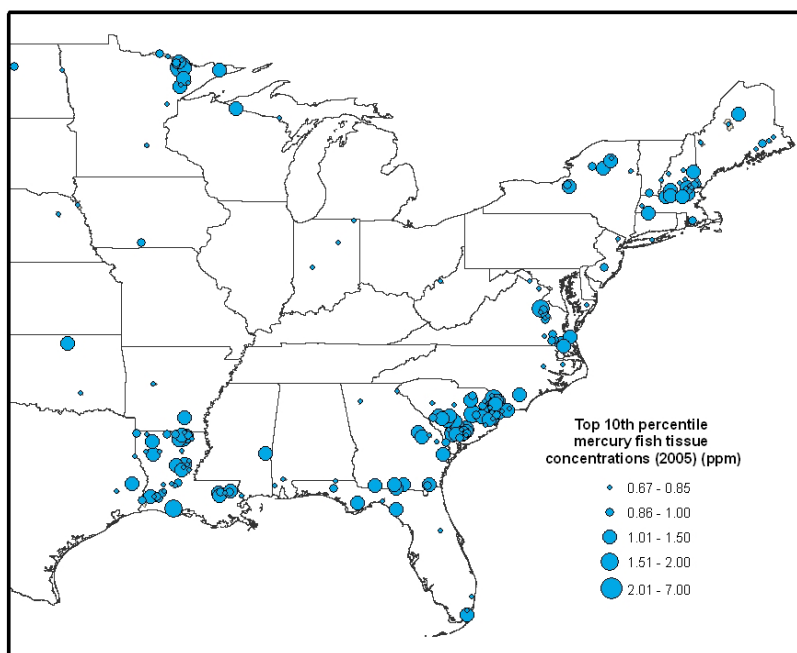 Top 10th percentile
mercury fish tissue
concentrations (2005) (ppm)
0.67 - 0.85
0.86 - 1.00
1.01 - 1.50
1.51 - 2.00
2.01 - 7.00